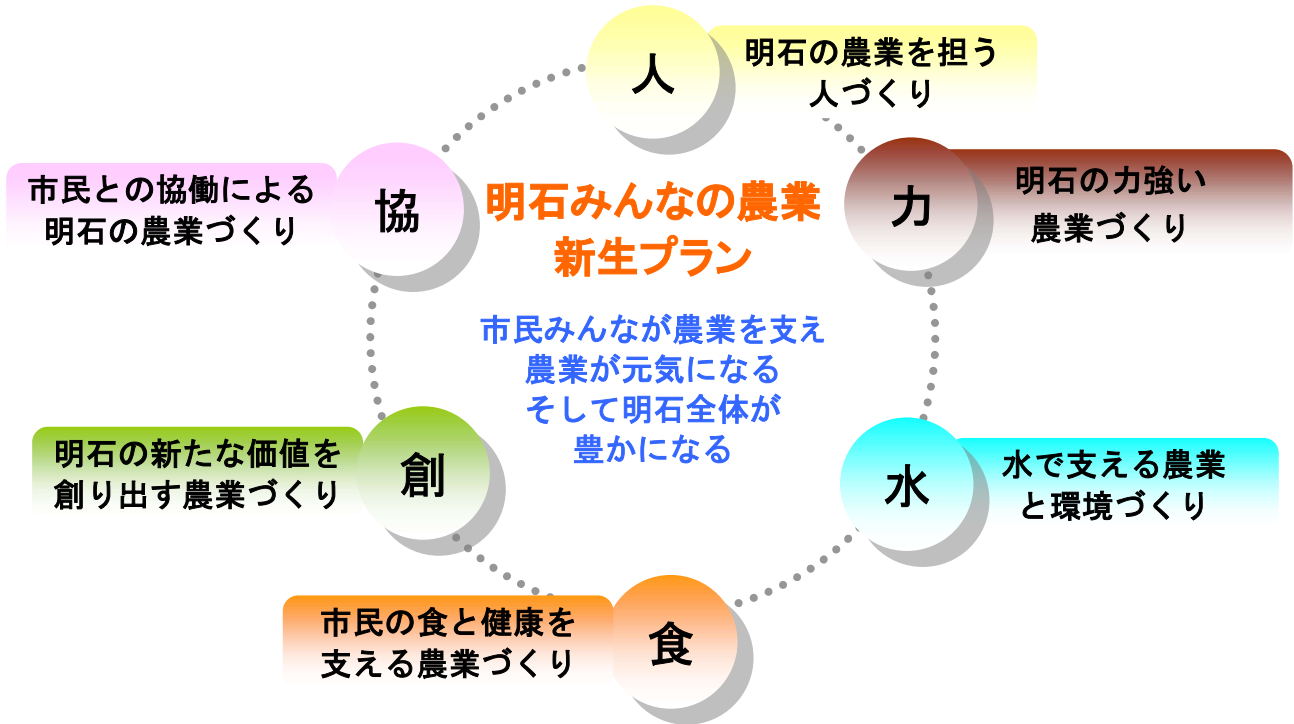 明石みんなの農業
新生プラン
市民みんなが農業を支え
農業が元気になる
そして明石全体が
豊かになる
人
明石の農業を担う
人づくり
力
明石の力強い
農業づくり
水
水で支える農業
と環境づくり
食
市民の食と健康を
支える農業づくり
創
明石の新たな価値を
創り出す農業づくり
協
市民との協働による
明石の農業づくり